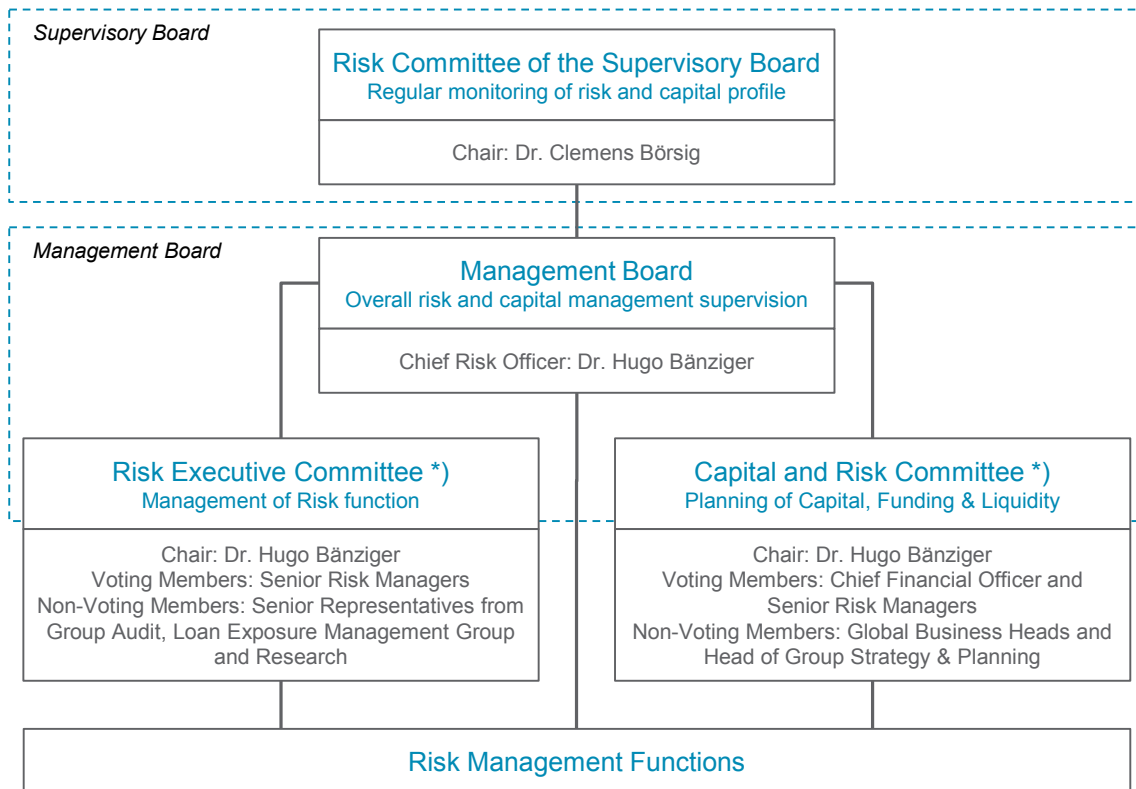 Supervisory Board
Risk Committee of the Supervisory Board
Regular monitoring of risk and capital profile
Chair: Dr. Clemens Börsig
Management Board
Management Board
Overall risk and capital management supervision
Chief Risk Officer: Dr. Hugo Bänziger
Risk Executive Committee *)
Management of Risk function
Chair: Dr. Hugo Bänziger
Voting Members: Senior Risk Managers
Non-Voting Members: Senior Representatives from
Group Audit, Loan Exposure Management Group
and Research
Capital and Risk Committee *)
Planning of Capital, Funding & Liquidity
Chair: Dr. Hugo Bänziger
Voting Members: Chief Financial Officer and
Senior Risk Managers
Non-Voting Members: Global Business Heads and
Head of Group Strategy & Planning
Risk Management Functions